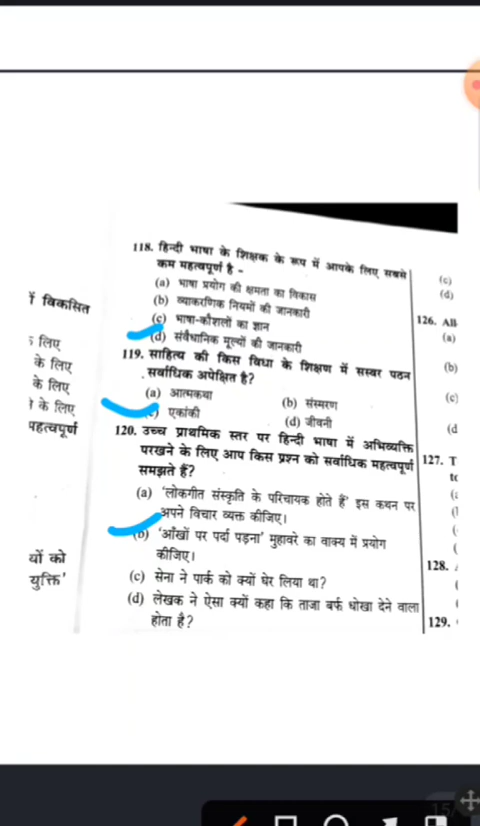 118. हिन्दी भाषा के शिक्षक के रूप में आपके लिए सबसे
कम महत्वपूर्ण है -
(a) भाषा प्रयोग की क्षमता का विकास
(b) व्याकरणिक नियमों की जानकारी
(c) भाषा-कौशलों का ज्ञान
(d) संवैधानिक मूल्यों की जानकारी
119. साहित्य की किस विधा के शिक्षण में सस्वर पठन
सर्वाधिक अपेक्षित है?
(a) आत्मकथा
(b) संस्मरण
एकांकी
(d) जीवनी
120. उच्च प्राथमिक स्तर पर हिन्दी भाषा में अभिव्यक्ति
परखने के लिए आप किस प्रश्न को सर्वाधिक महत्वपूर्ण
समझते हैं?
(a) 'लोकगीत संस्कृति के परिचायक होते हैं' इस कथन पर
अपने विचार व्यक्त कीजिए।
(b) 'आँखों पर पर्दा पड़ना' मुहावरे का वाक्य में प्रयोग
कीजिए।
(c) सेना ने पार्क को क्यों घेर लिया था?
(d) लेखक ने ऐसा क्यों कहा कि ताजा बर्फ धोखा देने वाला
होता है?
विकसित
लिए
के लिए
के लिए
के लिए
महत्वपूर्ण
यों को
युक्ति'
(c)
(d)
126. All
(a)
(b)
(c)
(d
127. T
to
128.
129.